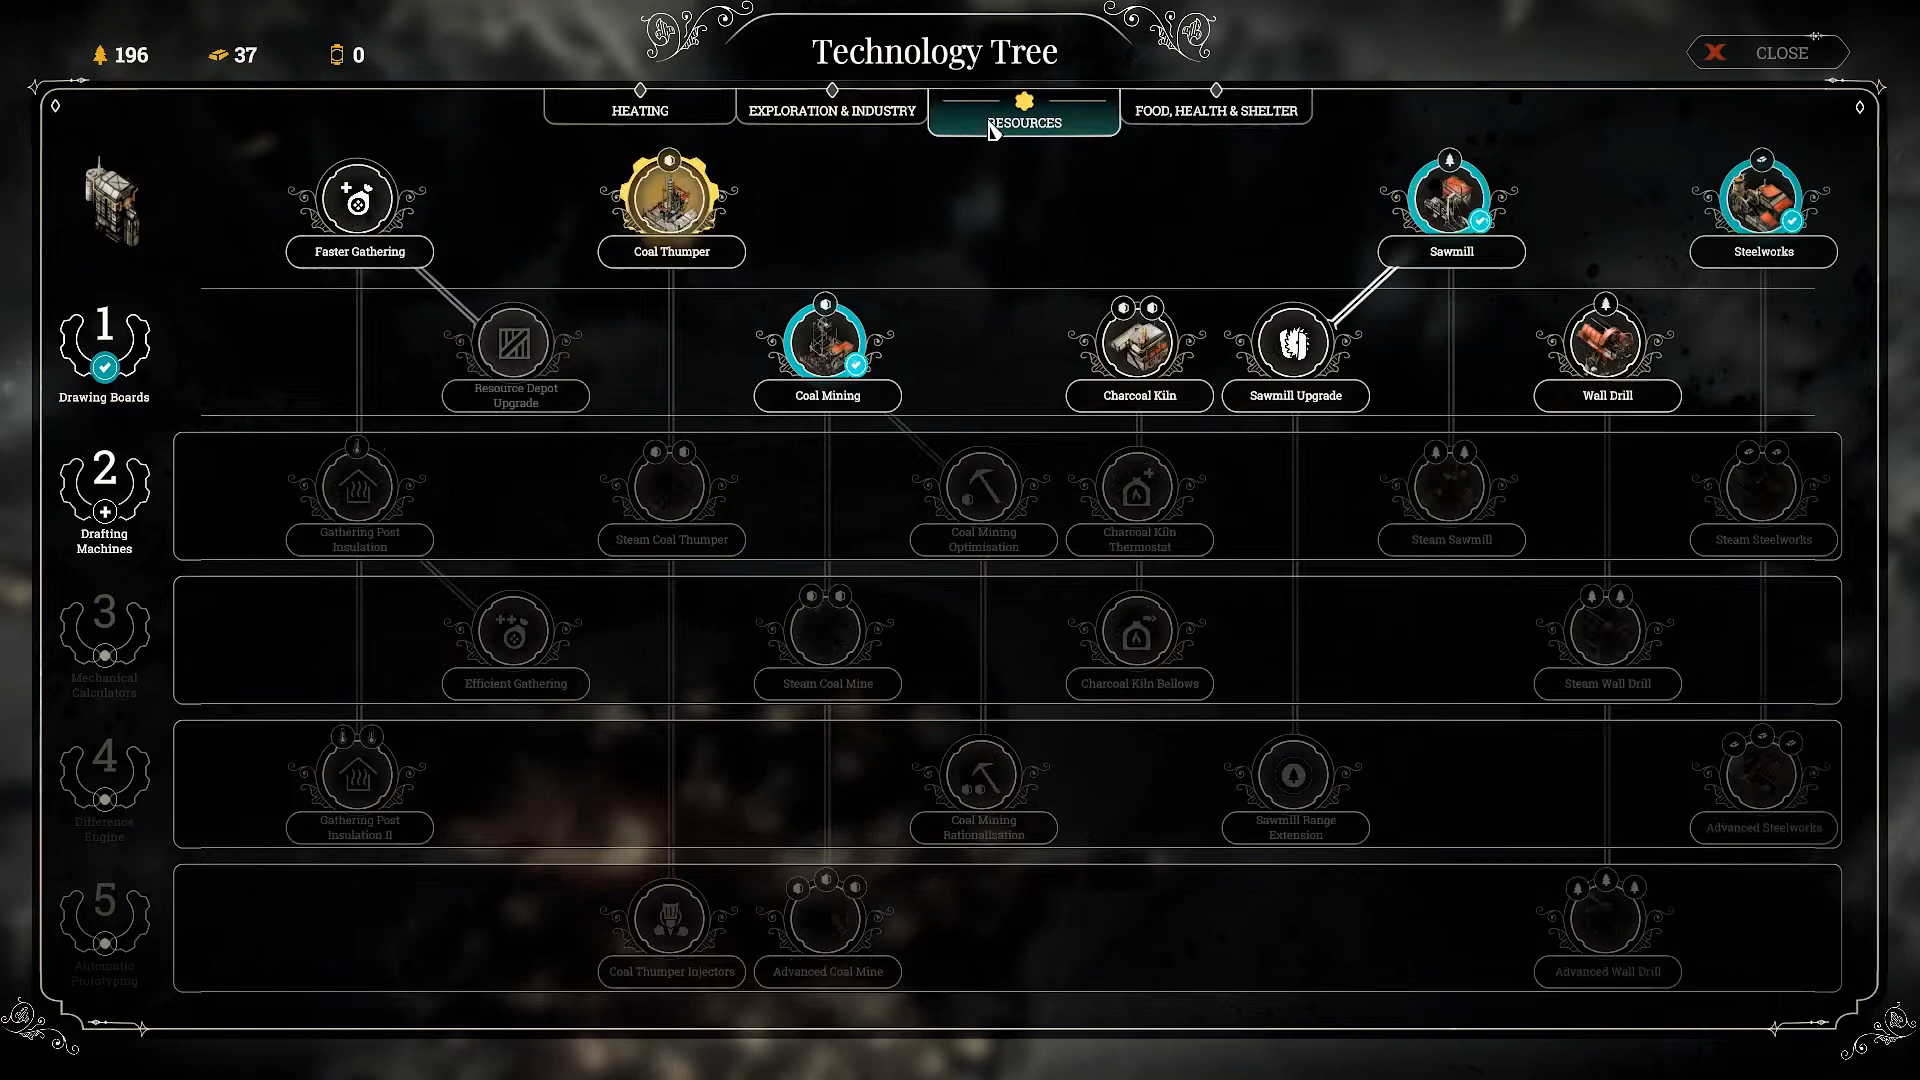 196
37
0
Technology Tree
CLOSE
HEATING
EXPLORATION & INDUSTRY
RESOURCES
FOOD, HEALTH & SHELTER
Faster Gathering
Coal Thumper
Sawmill
Steelworks
1
Drawing Boards
Resource Depot
Upgrade
Coal Mining
Charcoal Kiln
Sawmill Upgrade
Wall Drill
2
Drafting
Machines
Gathering Post
Insulation
Steam Coal Thumper
Coal Mining
Optimisation
Charcoal Kiln
Thermostat
Steam Sawmill
Steam Steelworks
3
Mechanical
Calculators
Efficient Gathering
Steam Coal Mine
Charcoal Kiln Bellows
Steam Wall Drill
4
Difference
Engine
Gathering Post
Insulation II
Coal Mining
Rationalisation
Sawmill Range
Extension
Advanced Steelworks
5
Automatic
Prototyping
Coal Thumper Injectors
Advanced Coal Mine
Advanced Wall Drill